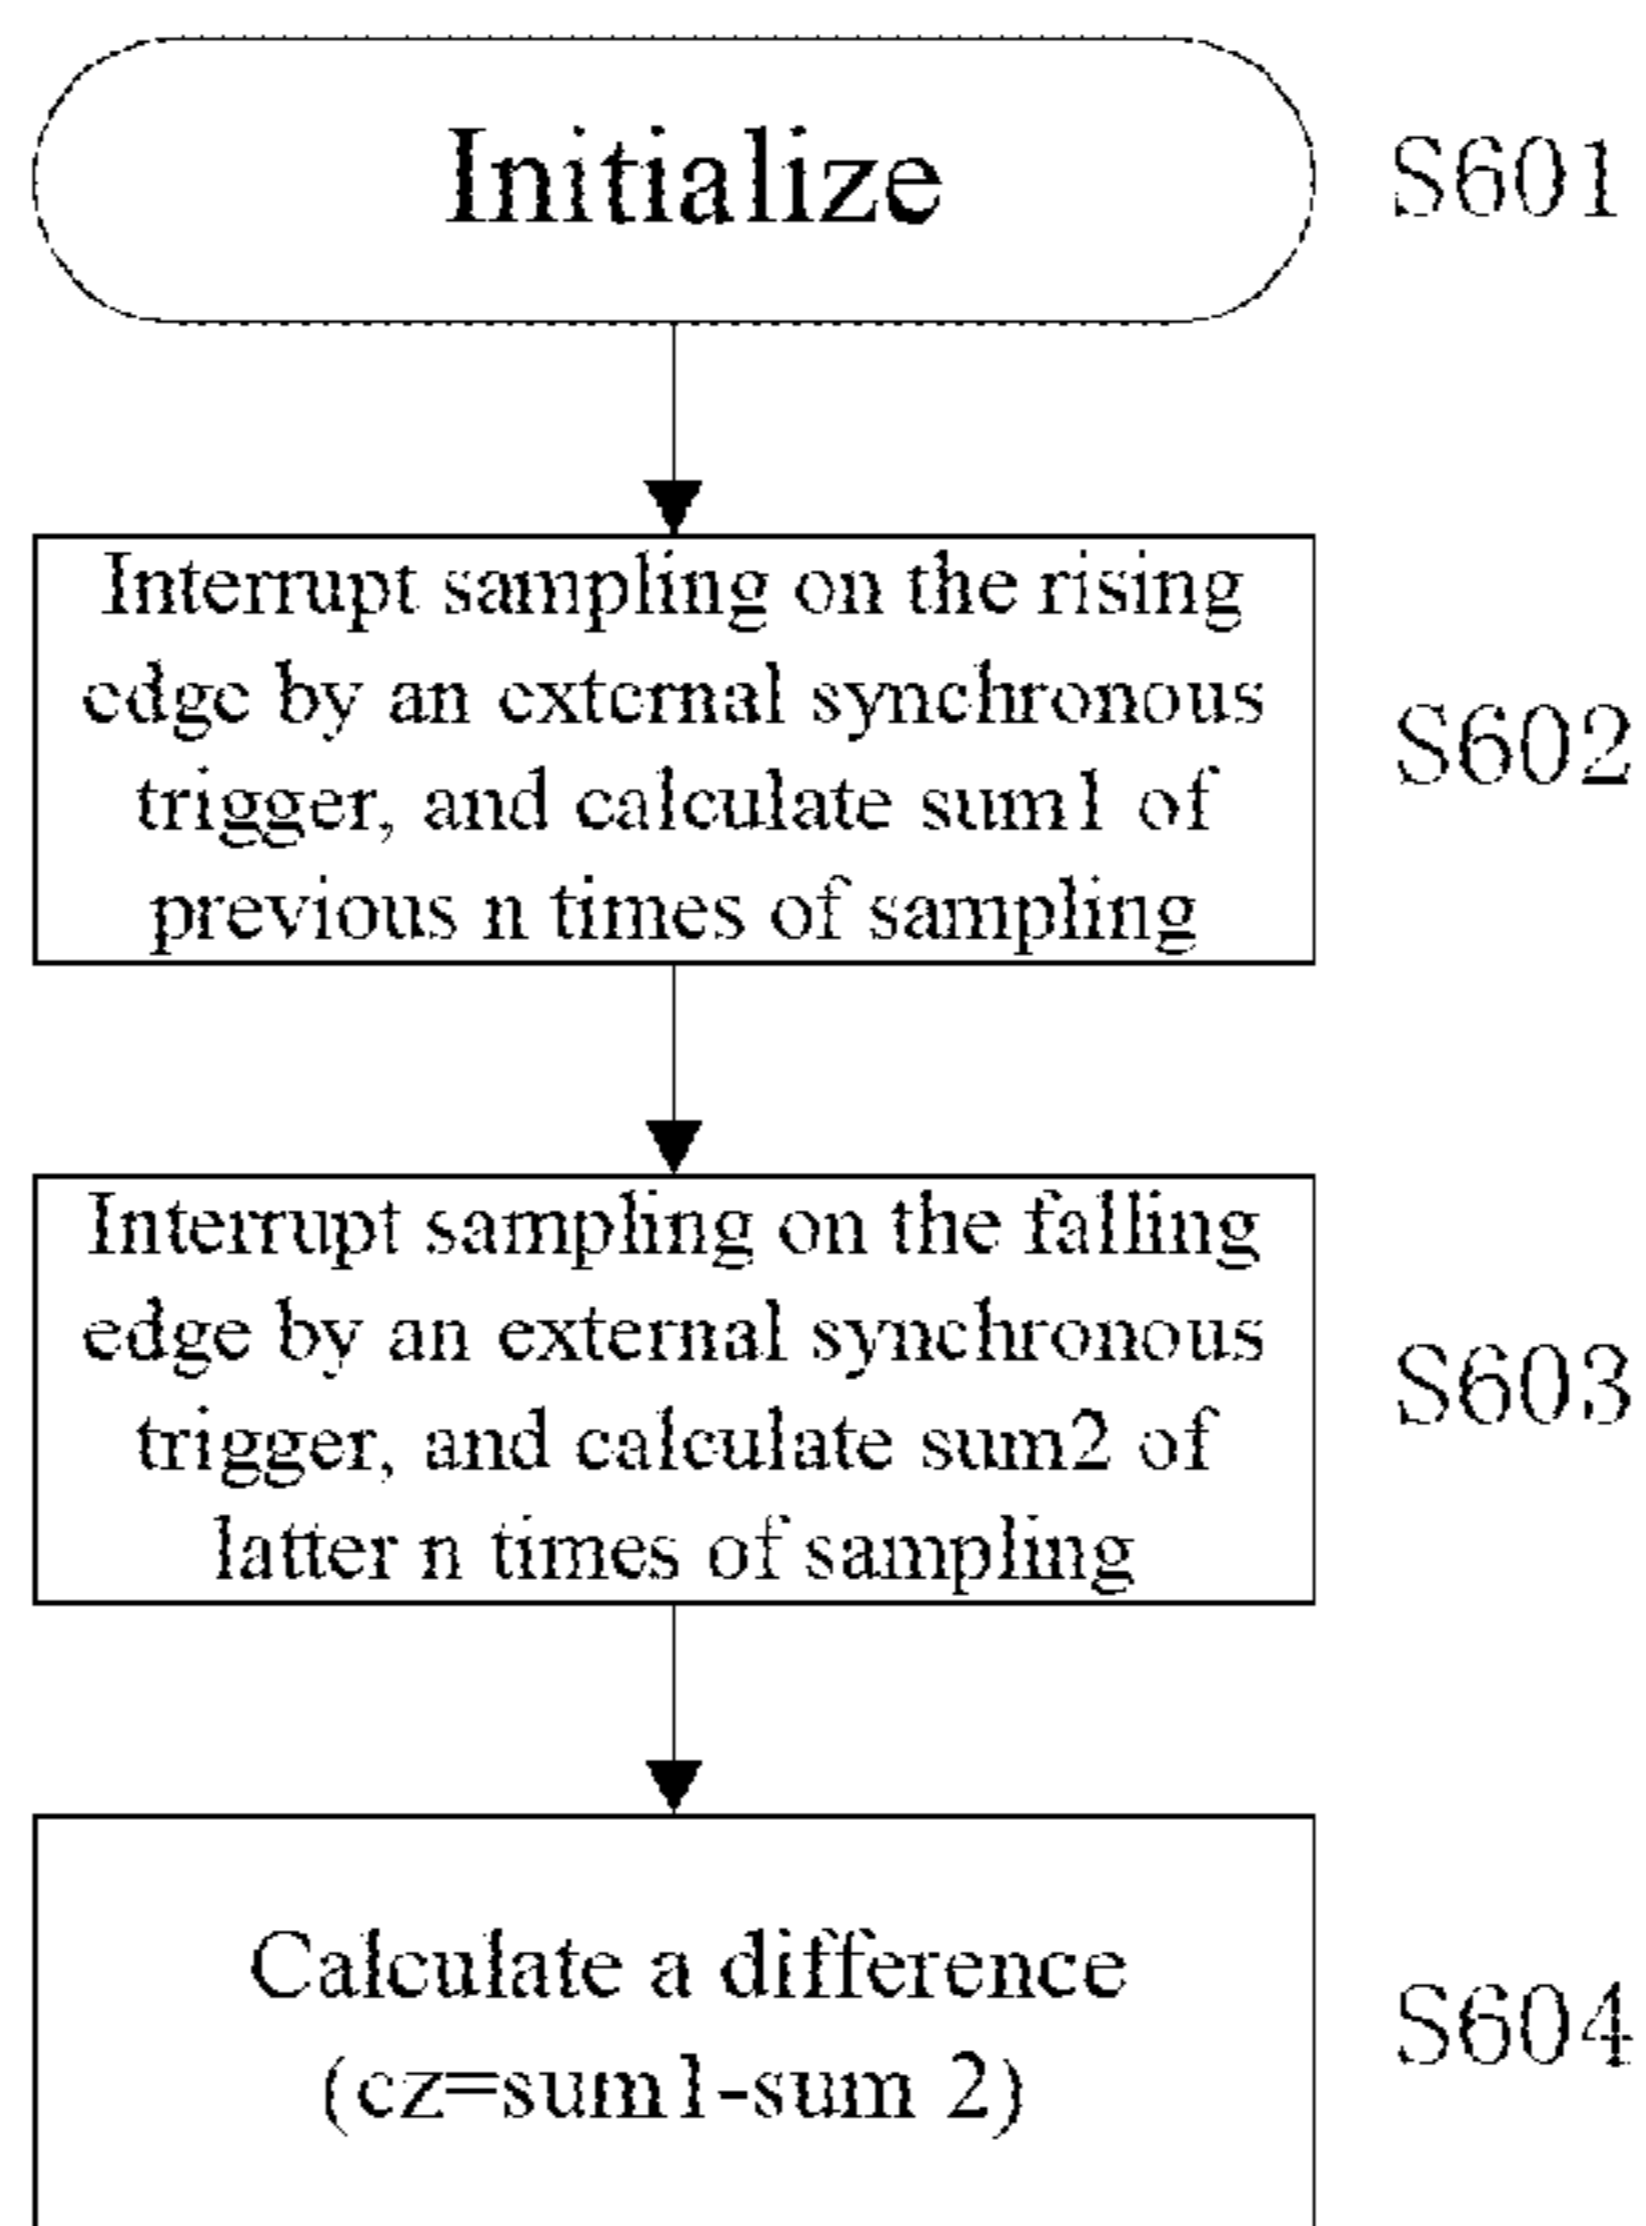 Initialize
S601
Interrupt sampling on the rising
edge by an external synchronous
trigger, and calculate sum1 of
previous n times of sampling
S602
Interrupt sampling on the falling
edge by an external synchronous
trigger, and calculate sum2 of
latter n times of sampling
S603
Calculate a difference
(cz=sum1-sum 2)
S604